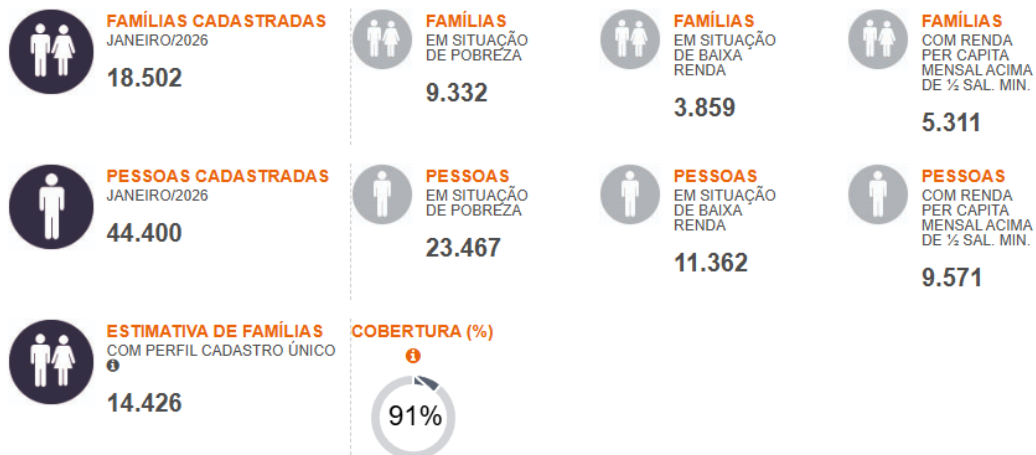 FAMÍLIAS CADASTRADAS
JANEIRO/2026
18.502
FAMÍLIAS
EM SITUAÇÃO
DE POBREZA
9.332
FAMÍLIAS
EM SITUAÇÃO
DE BAIXA
RENDA
3.859
FAMÍLIAS
COM RENDA
PER CAPITA
MENSAL ACIMA
DE ½ SAL. MIN.
5.311
PESSOAS CADASTRADAS
JANEIRO/2026
44.400
PESSOAS
EM SITUAÇÃO
DE POBREZA
23.467
PESSOAS
EM SITUAÇÃO
DE BAIXA
RENDA
11.362
PESSOAS
COM RENDA
PER CAPITA
MENSAL ACIMA
DE ½ SAL. MIN.
9.571
ESTIMATIVA DE FAMÍLIAS
COM PERFIL CADASTRO ÚNICO
14.426
COBERTURA (%)
91%